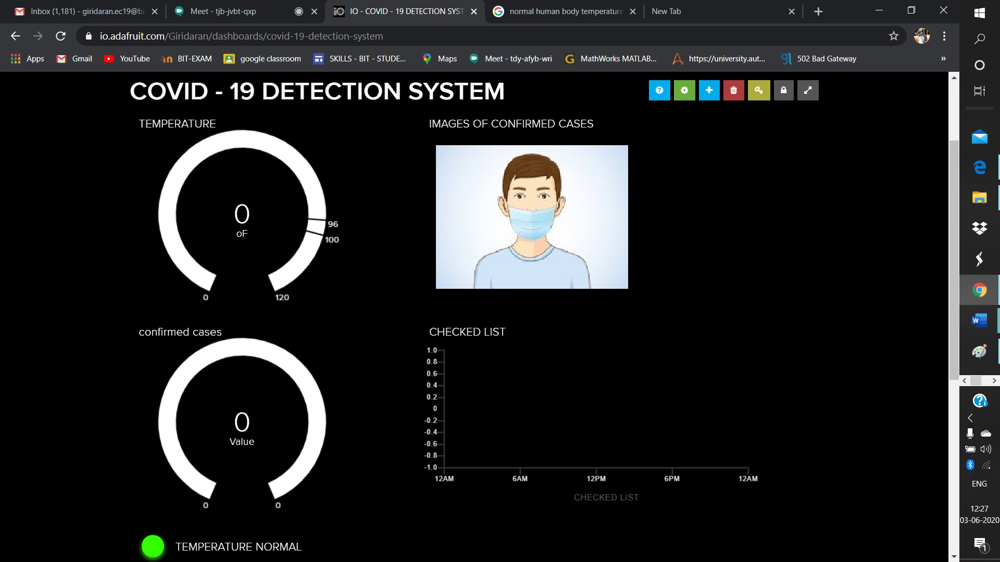 Inbox (1,181) - giridaran.ec19@bi
Meet - tjb-jvbt-qxp
IO - COVID - 19 DETECTION SYST
normal human body temperature
New Tab
io.adafruit.com/Giridaran/dashboards/covid-19-detection-system
Apps
Gmail
YouTube
BIT-EXAM
google classroom
SKILLS - BIT - STUDE...
Maps
Meet - tdy-afyb-wri
MathWorks MATLAB...
https://university.aut...
502 Bad Gateway
»
COVID - 19 DETECTION SYSTEM
TEMPERATURE
0
oF
96
100
0
120
IMAGES OF CONFIRMED CASES
confirmed cases
0
Value
0
0
CHECKED LIST
1.0
0.8
0.6
0.4
0.2
0
-0.2
-0.4
-0.6
-0.8
-1.0
12AM
6AM
12PM
6PM
12AM
CHECKED LIST
TEMPERATURE NORMAL
ENG
12:27
03-06-2020
1